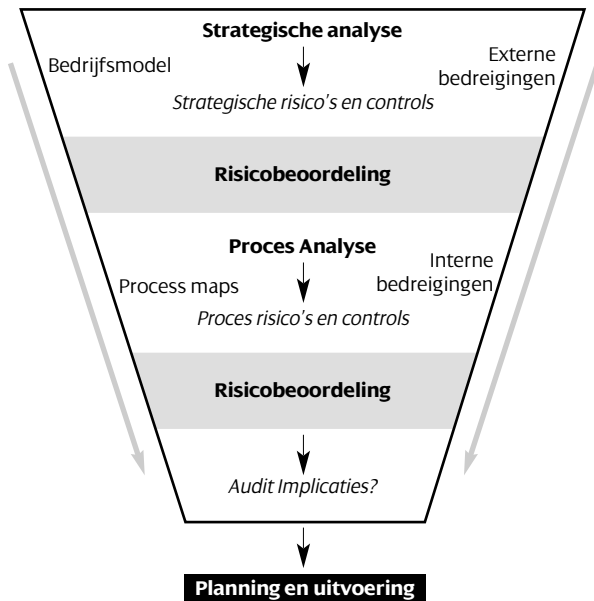 Strategische analyse
Bedrijfsmodel
Externe
bedreigingen
Strategische risico's en controls
Risicobeoordeling
Proces Analyse
Process maps
Interne
bedreigingen
Proces risico's en controls
Risicobeoordeling
Audit Implicaties?
Planning en uitvoering